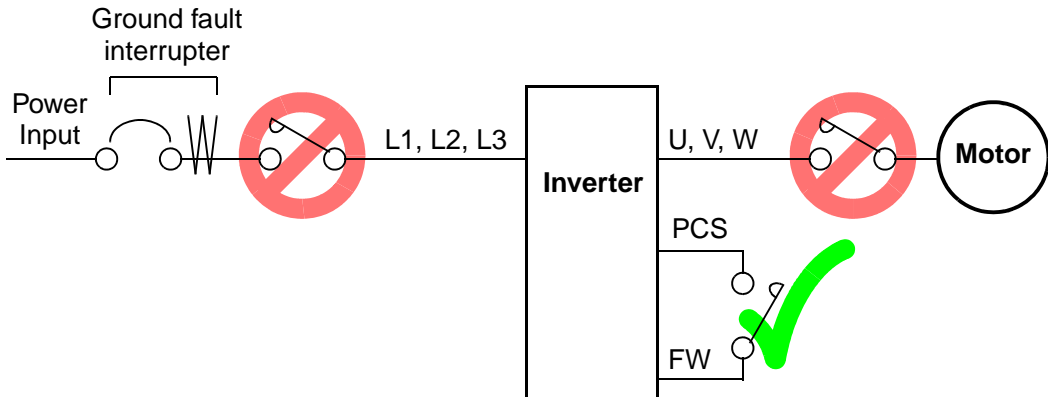 Ground fault
interrupter
Power
Input
L1, L2, L3
Inverter
U, V, W
Motor
PCS
FW